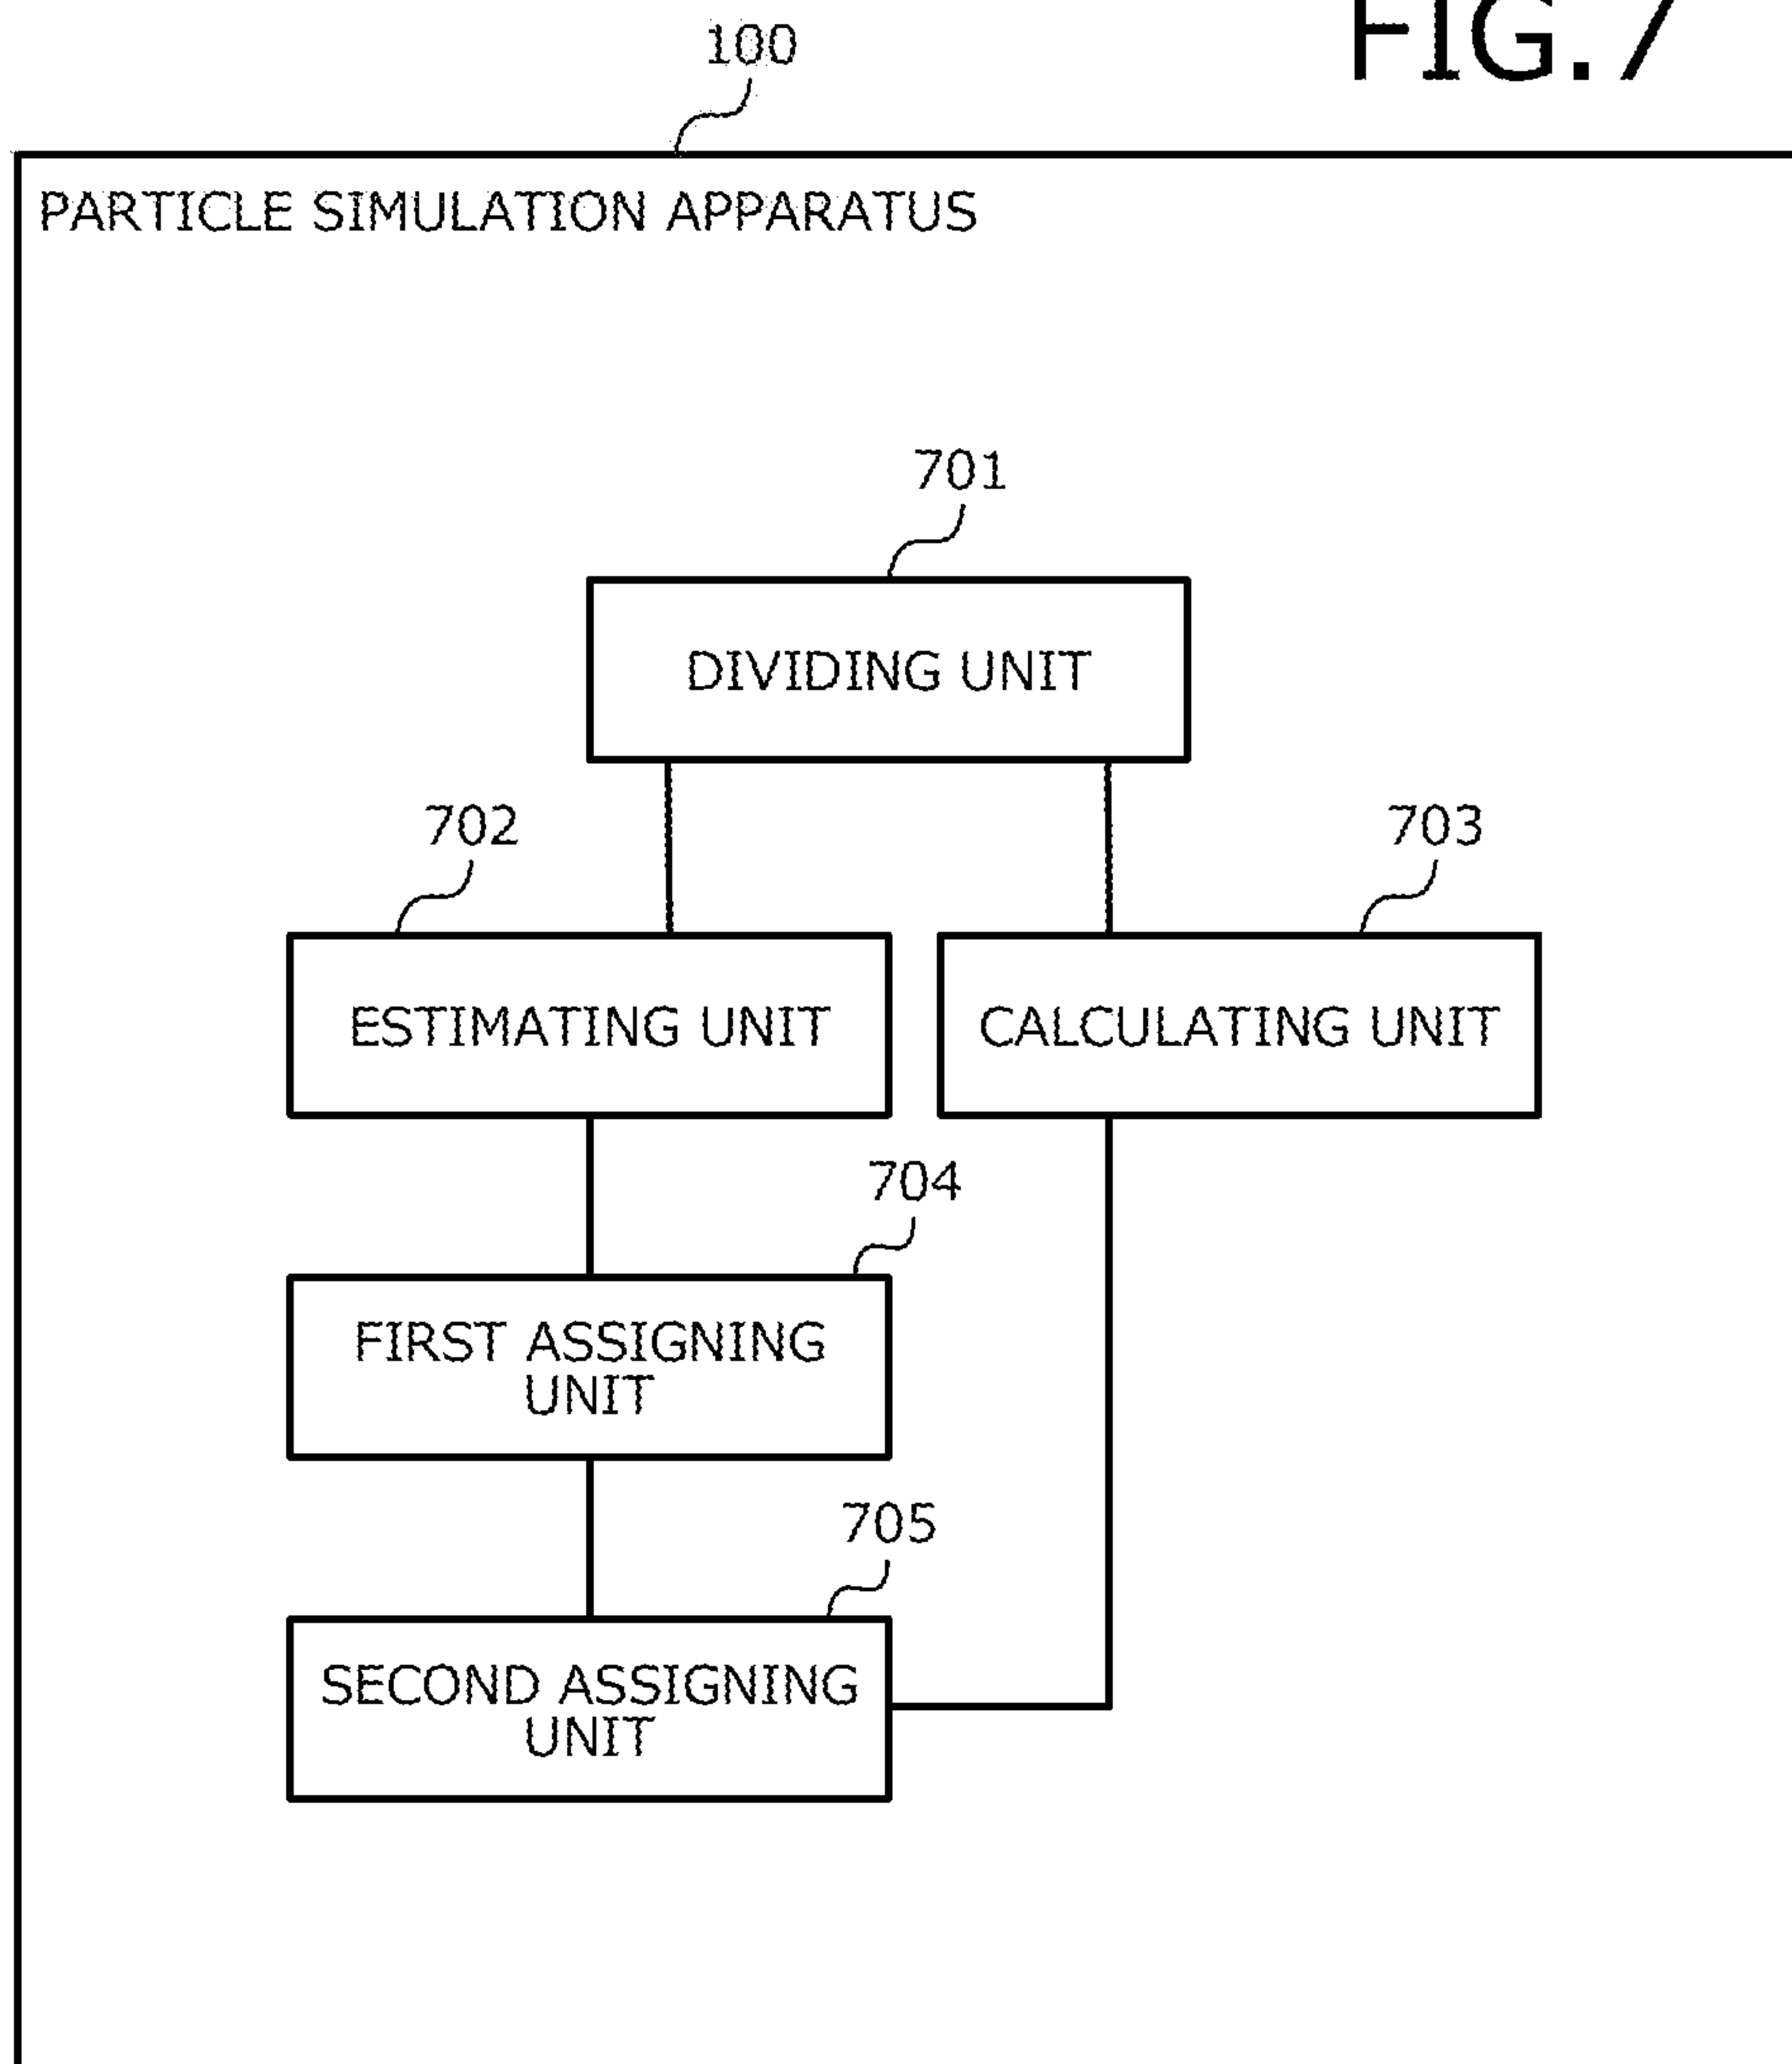 FIG.7
100
PARTICLE SIMULATION APPARATUS
701
DIVIDING UNIT
702
703
ESTIMATING UNIT
CALCULATING UNIT
704
FIRST ASSIGNING
UNIT
705
SECOND ASSIGNING
UNIT